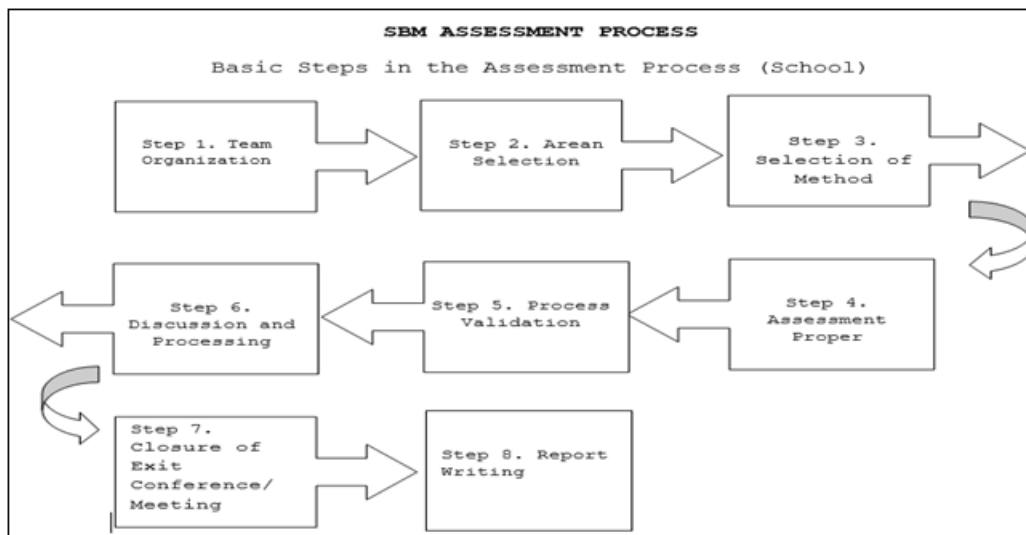 SBM ASSESSMENT PROCESS
Basic Steps in the Assessment Process (School)
Step 1. Team
Organization
Step 2. Arean
Selection
Step 3.
Selection of
Method
Step 4.
Assessment
Proper
Step 5. Process
Validation
Step 6.
Discussion and
Processing
Step 7.
Closure of
Exit
Conference/
Meeting
Step 8. Report
Writing